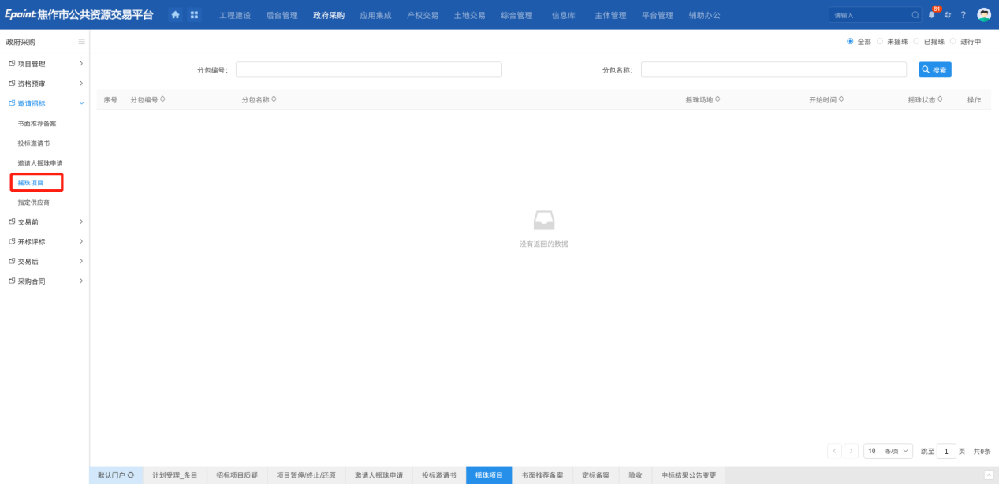 Epoint焦作市公共资源交易平台 工程建设 后台管理 政府采购 应用集成 产权交易 土地交易 综合管理 信息库 主体管理 平台管理 辅助办公 请输入 81 ?
政府采购
全部 未摇珠 已摇珠 进行中
项目管理
资格预审
邀请招标
书面推荐备案
投标邀请书
邀请人摇珠申请
摇珠项目
指定供应商
交易前
开标评标
交易后
采购合同
分包编号： 分包名称： 搜索
序号 分包编号 分包名称 摇珠场地 开始时间 摇珠状态 操作
没有返回的数据
10 条/页 跳至 1 页 共0条
默认门户 计划受理_条目 招标项目质疑 项目暂停/终止/还原 邀请人摇珠申请 投标邀请书 摇珠项目 书面推荐备案 定标备案 验收 中标结果公告变更